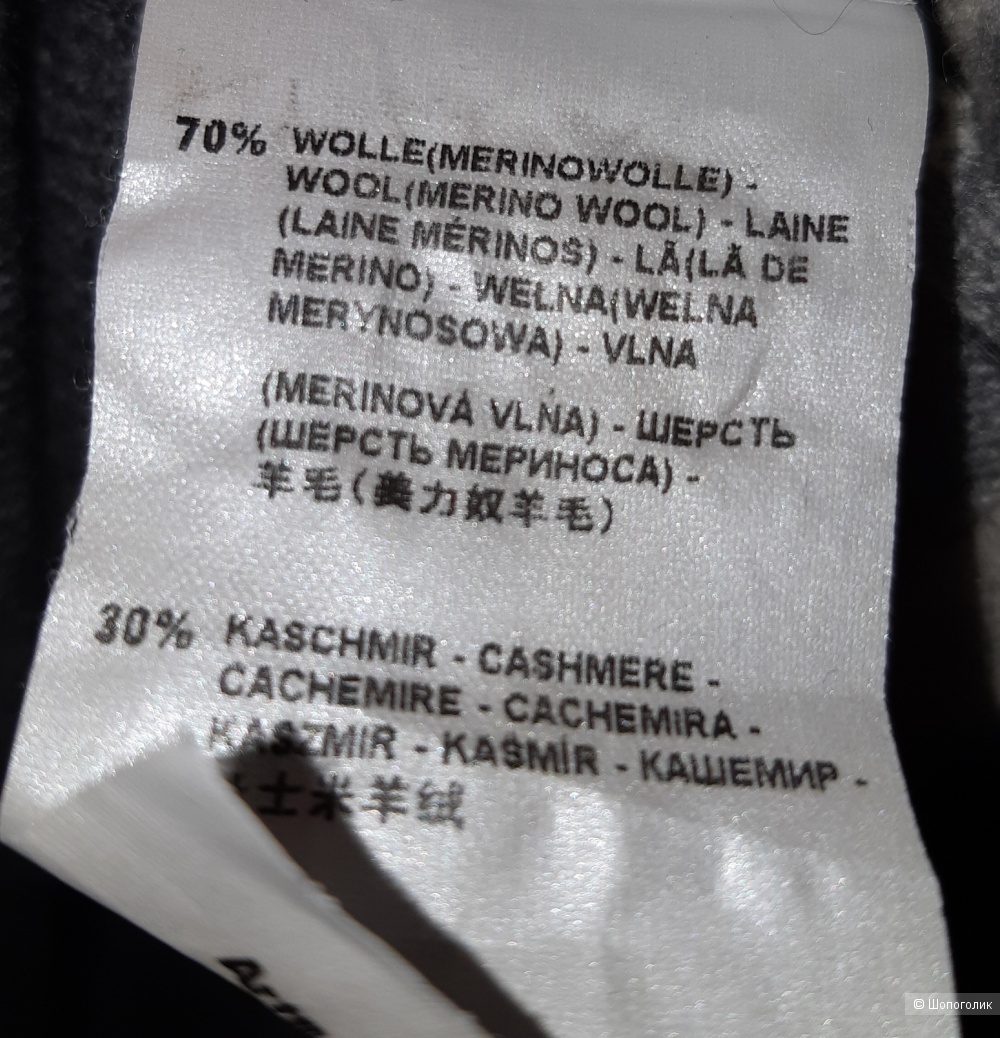 70% WOLLE(MERINOWOLLE) -
WOOL(MERINO WOOL) - LAINE
(LAINE MÉRINOS) - LÃ(LÃ DE
MERINO) - WEŁNA(WEŁNA
MERYNOSOWA) - VLNA
(MERINOVÁ VLNA) - ШЕРСТЬ
(ШЕРСТЬ МЕРИНОСА) -
羊毛(美力奴羊毛)
30% KASCHMIR - CASHMERE -
CACHEMIRE - CACHEMIRA -
KASZMIR - KAŠMÍR - КАШЕМИР -
士米羊绒
© Шопоголик